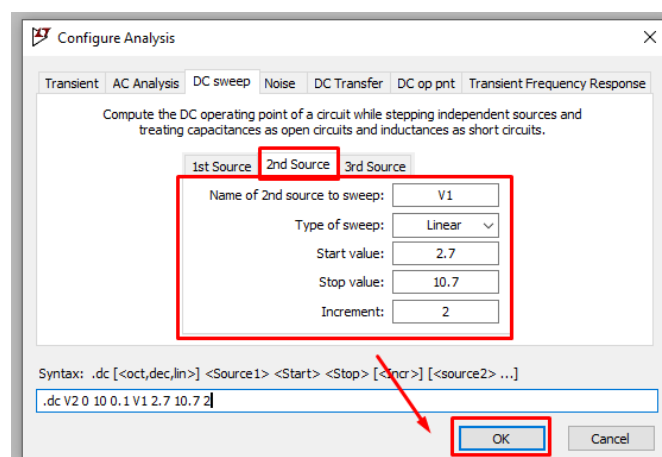 Configure Analysis
Transient AC Analysis DC sweep Noise DC Transfer DC op pnt Transient Frequency Response
Compute the DC operating point of a circuit while stepping independent sources and
treating capacitances as open circuits and inductances as short circuits.
1st Source 2nd Source 3rd Source
Name of 2nd source to sweep: V1
Type of sweep: Linear
Start value: 2.7
Stop value: 10.7
Increment: 2
Syntax: .dc [<oct,dec,lin>] <Source1> <Start> <Stop> [<Incr>] [<source2> ...]
.dc V2 0 10 0.1 V1 2.7 10.7 2
OK Cancel